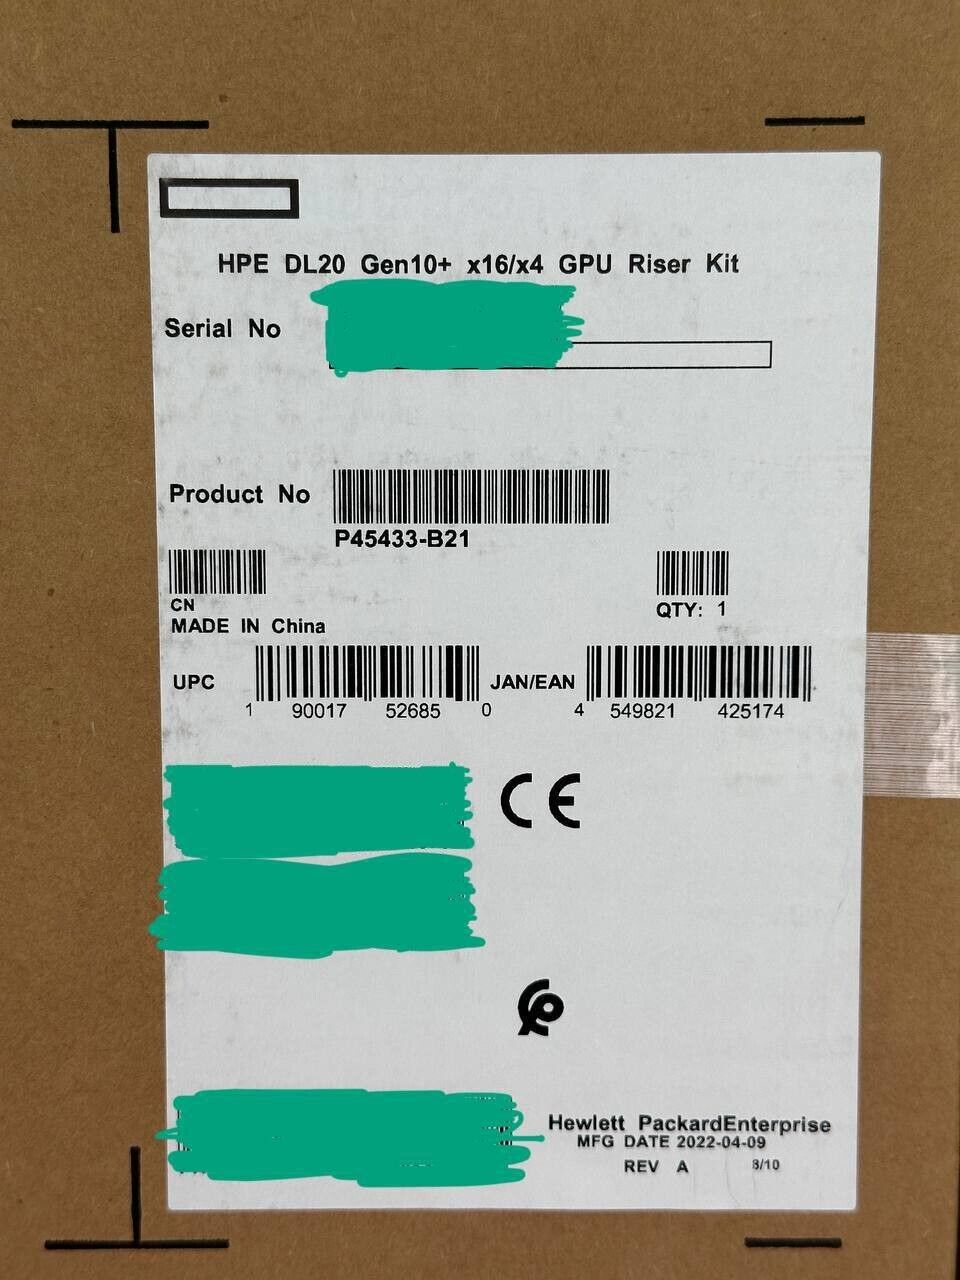 HPE DL20 Gen10+ x16/x4 GPU Riser Kit
Serial No
Product No
P45433-B21
CN
MADE IN China
QTY: 1
UPC
1 90017 52685 0
JAN/EAN
4 549821 425174
CE
Hewlett PackardEnterprise
MFG DATE 2022-04-09
REV A 8/10